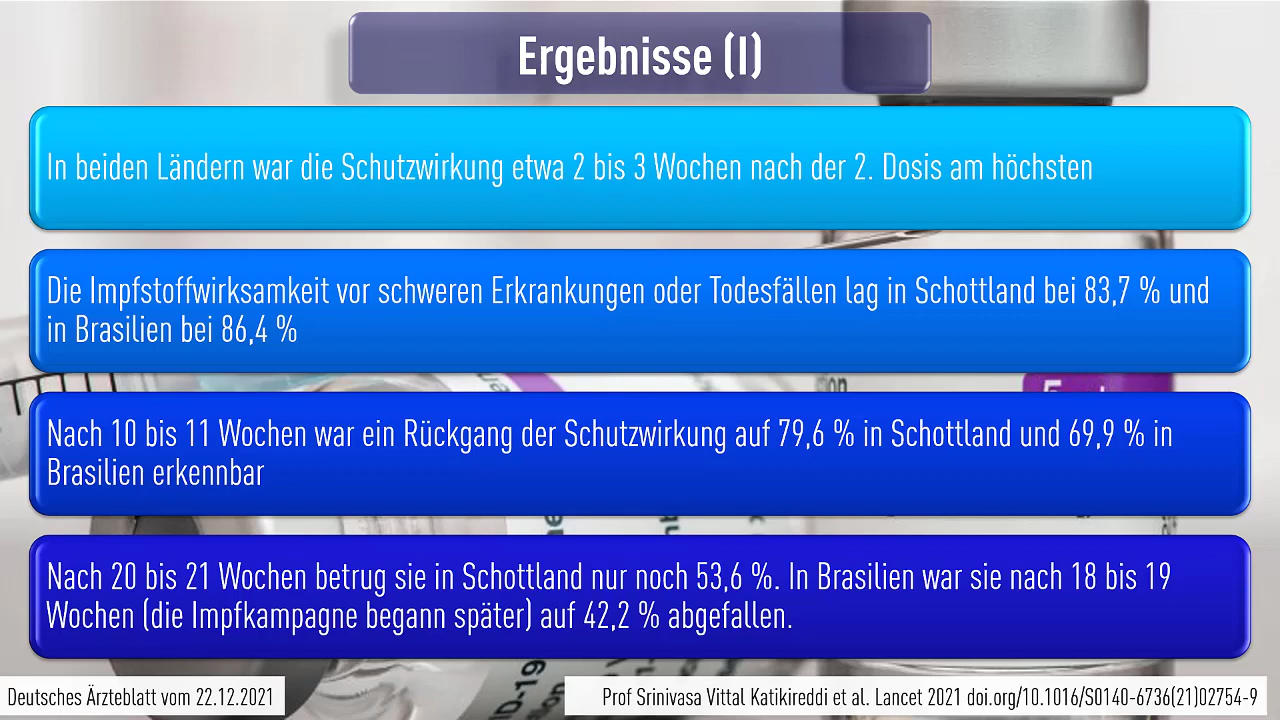 Ergebnisse (I)
In beiden Ländern war die Schutzwirkung etwa 2 bis 3 Wochen nach der 2. Dosis am höchsten
Die Impfstoffwirksamkeit vor schweren Erkrankungen oder Todesfällen lag in Schottland bei 83,7 % und
in Brasilien bei 86,4 %
Nach 10 bis 11 Wochen war ein Rückgang der Schutzwirkung auf 79,6 % in Schottland und 69,9 % in
Brasilien erkennbar
Nach 20 bis 21 Wochen betrug sie in Schottland nur noch 53,6 %. In Brasilien war sie nach 18 bis 19
Wochen (die Impfkampagne begann später) auf 42,2 % abgefallen.
Deutsches Ärzteblatt vom 22.12.2021
Prof Srinivasa Vittal Katikireddi et al. Lancet 2021 doi.org/10.1016/S0140-6736(21)02754-9